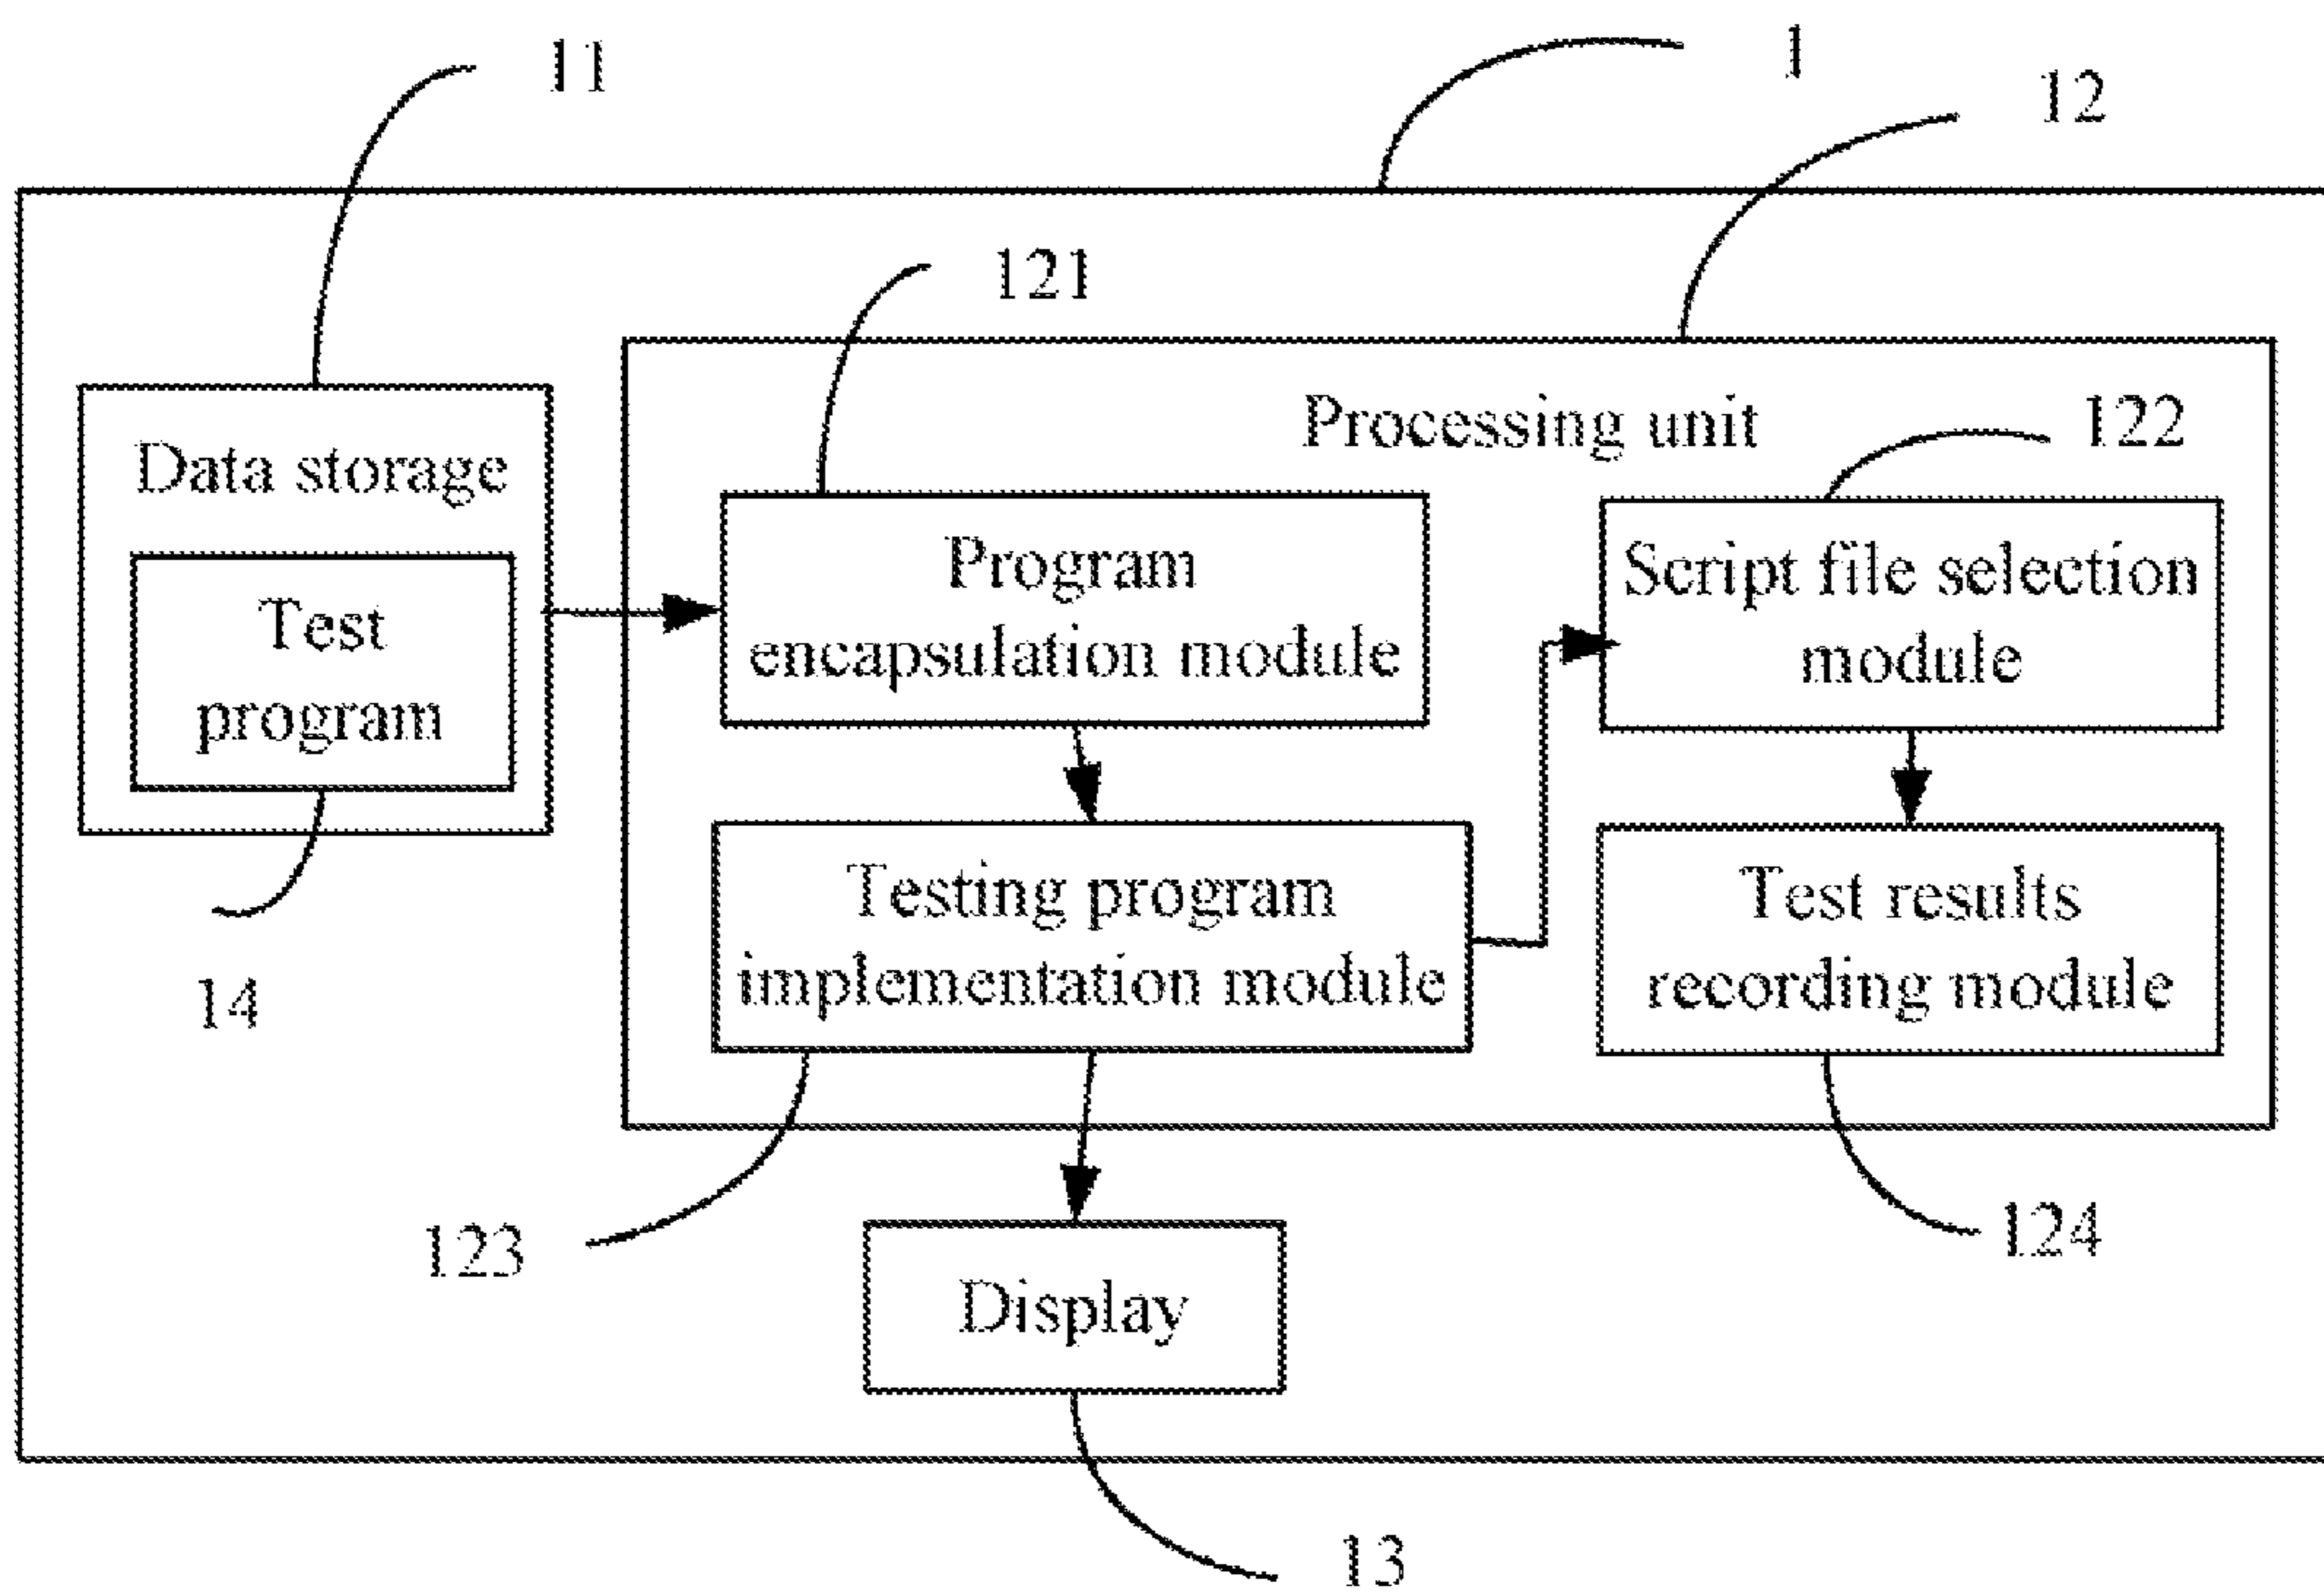 11
1
12
121
Processing unit
122
Data storage
Program
encapsulation module
Script file selection
module
Test
program
Testing program
implementation module
Test results
recording module
14
123
124
Display
13